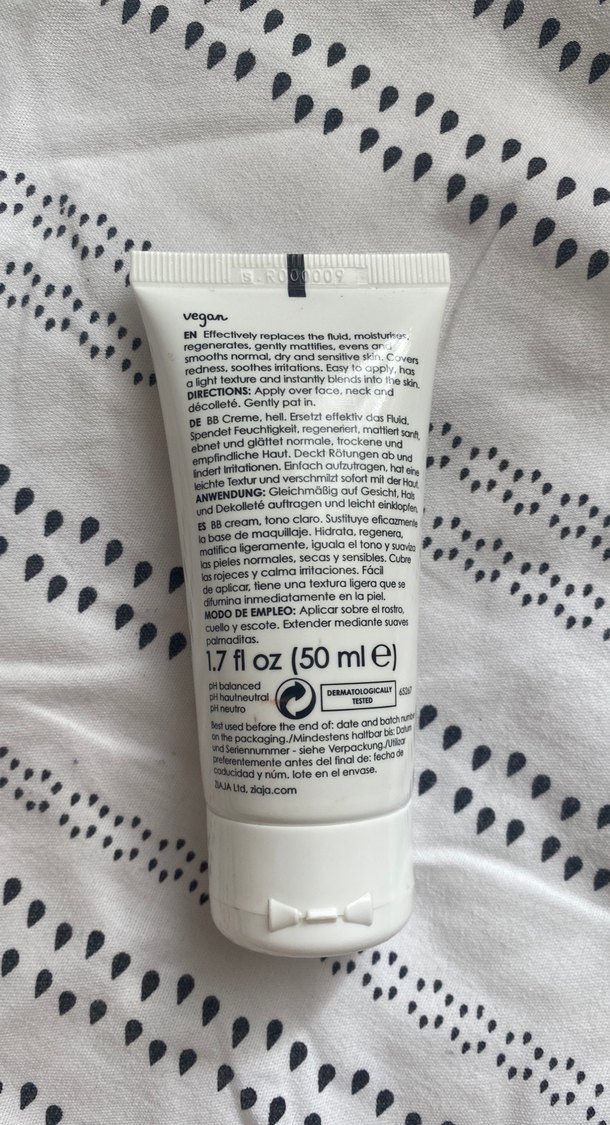 s.R000009
vegan
EN Effectively replaces the fluid, moisturises,
regenerates, gently mattifies, evens and
smooths normal, dry and sensitive skin. Covers
redness, soothes irritations. Easy to apply, has
a light texture and instantly blends into the skin.
DIRECTIONS: Apply over face, neck and
décolleté. Gently pat in.
DE BB Creme, hell. Ersetzt effektiv das Fluid.
Spendet Feuchtigkeit, regeneriert, mattiert sanft,
ebnet und glättet normale, trockene und
empfindliche Haut. Deckt Rötungen ab und
lindert Irritationen. Einfach aufzutragen, hat eine
leichte Textur und verschmilzt sofort mit der Haut.
ANWENDUNG: Gleichmäßig auf Gesicht, Hals
und Dekolleté auftragen und leicht einklopfen.
ES BB cream, tono claro. Sustituye eficazmente
la base de maquillaje. Hidrata, regenera,
matifica ligeramente, iguala el tono y suaviza
las pieles normales, secas y sensibles. Cubre
las rojeces y calma irritaciones. Fácil
de aplicar, tiene una textura ligera que se
difumina inmediatamente en la piel.
MODO DE EMPLEO: Aplicar sobre el rostro,
cuello y escote. Extender mediante suaves
palmaditas.
1.7 fl oz (50 ml ℮)
pH balanced
pH hautneutral
pH neutro
DERMATOLOGICALLY
TESTED
65267
Best used before the end of: date and batch number
on the packaging./Mindestens haltbar bis: Datum
und Seriennummer - siehe Verpackung./Utilizar
preferentemente antes del final de: fecha de
caducidad y núm. lote en el envase.
ZIAJA Ltd, ziaja.com